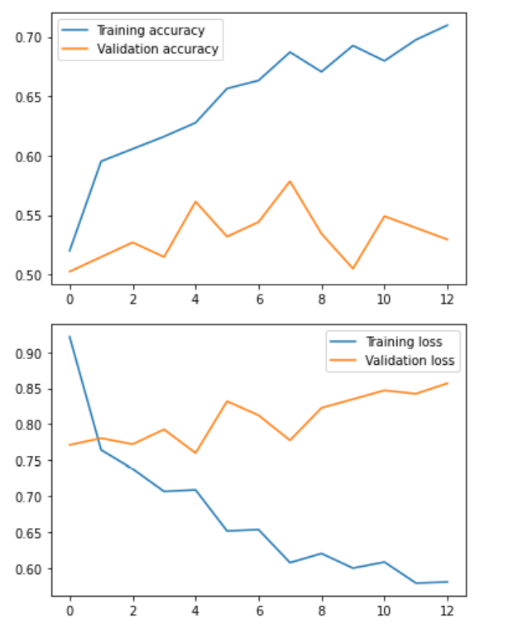 Training accuracy
Validation accuracy
0.70
0.65
0.60
0.55
0.50
0 2 4 6 8 10 12
Training loss
Validation loss
0.90
0.85
0.80
0.75
0.70
0.65
0.60
0 2 4 6 8 10 12